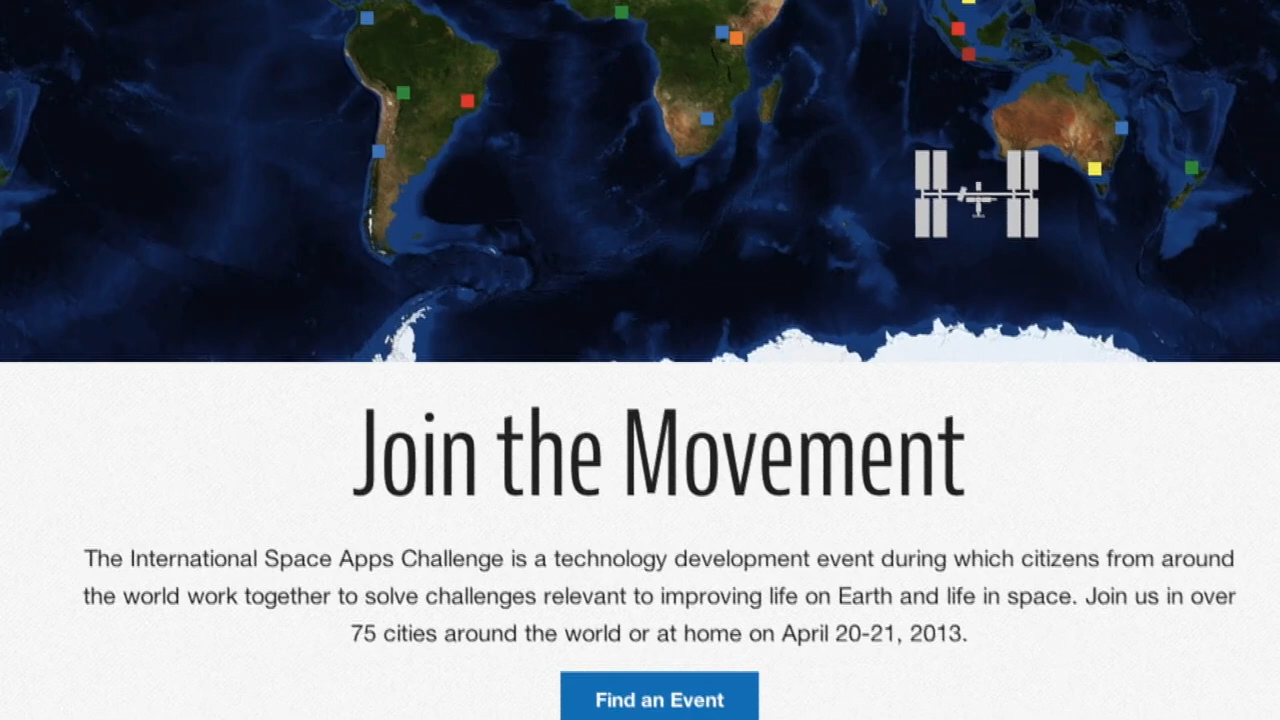 Join the Movement
The International Space Apps Challenge is a technology development event during which citizens from around
the world work together to solve challenges relevant to improving life on Earth and life in space. Join us in over
75 cities around the world or at home on April 20-21, 2013.
Find an Event